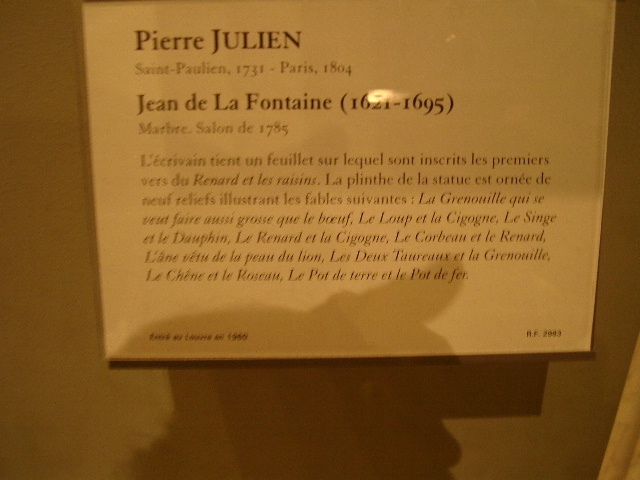 Pierre JULIEN
Saint-Paulien, 1731 - Paris, 1804
Jean de La Fontaine (1621-1695)
Marbre. Salon de 1785
L'écrivain tient un feuillet sur lequel sont inscrits les premiers
vers du Renard et les raisins. La plinthe de la statue est ornée de
neuf reliefs illustrant les fables suivantes : La Grenouille qui se
veut faire aussi grosse que le bœuf, Le Loup et la Cigogne, Le Singe
et le Dauphin, Le Renard et la Cigogne, Le Corbeau et le Renard,
L'âne vêtu de la peau du lion, Les Deux Taureaux et la Grenouille,
Le Chêne et le Roseau, Le Pot de terre et le Pot de fer.
Entré au Louvre en
R.F. 2983